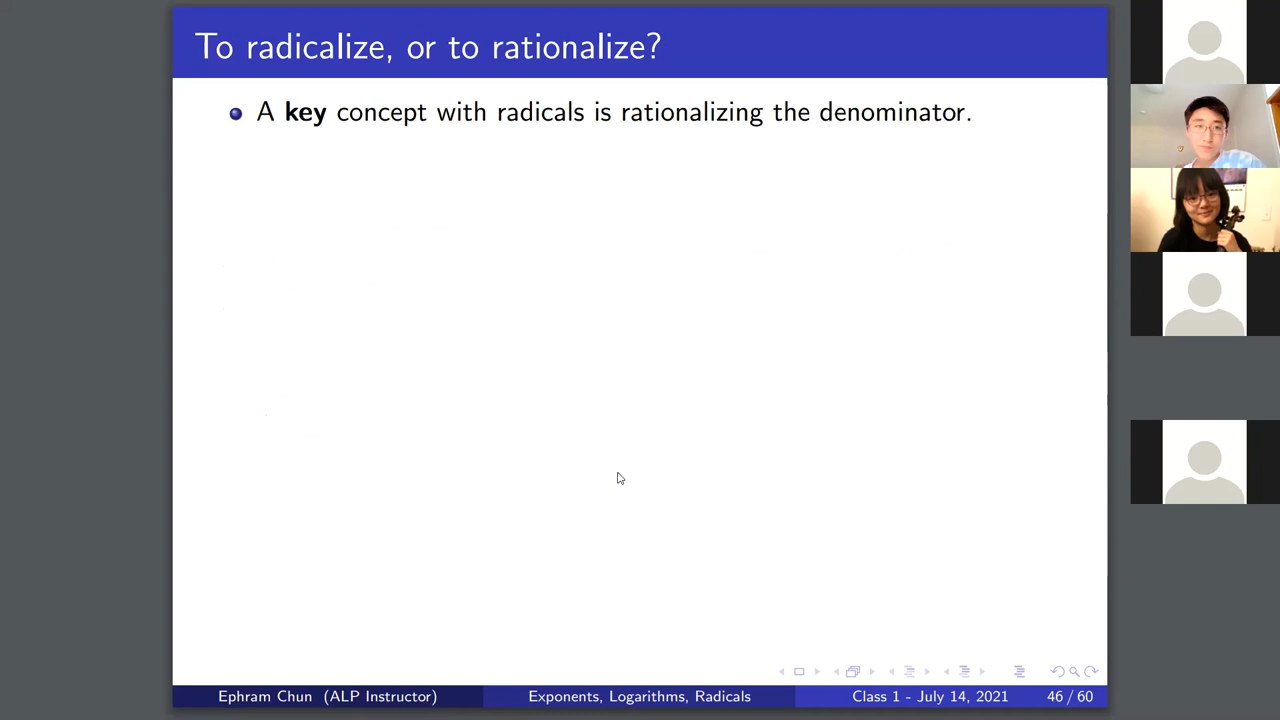 To radicalize, or to rationalize?
A key concept with radicals is rationalizing the denominator.
Ephram Chun (ALP Instructor) Exponents, Logarithms, Radicals Class 1 - July 14, 2021 46 / 60